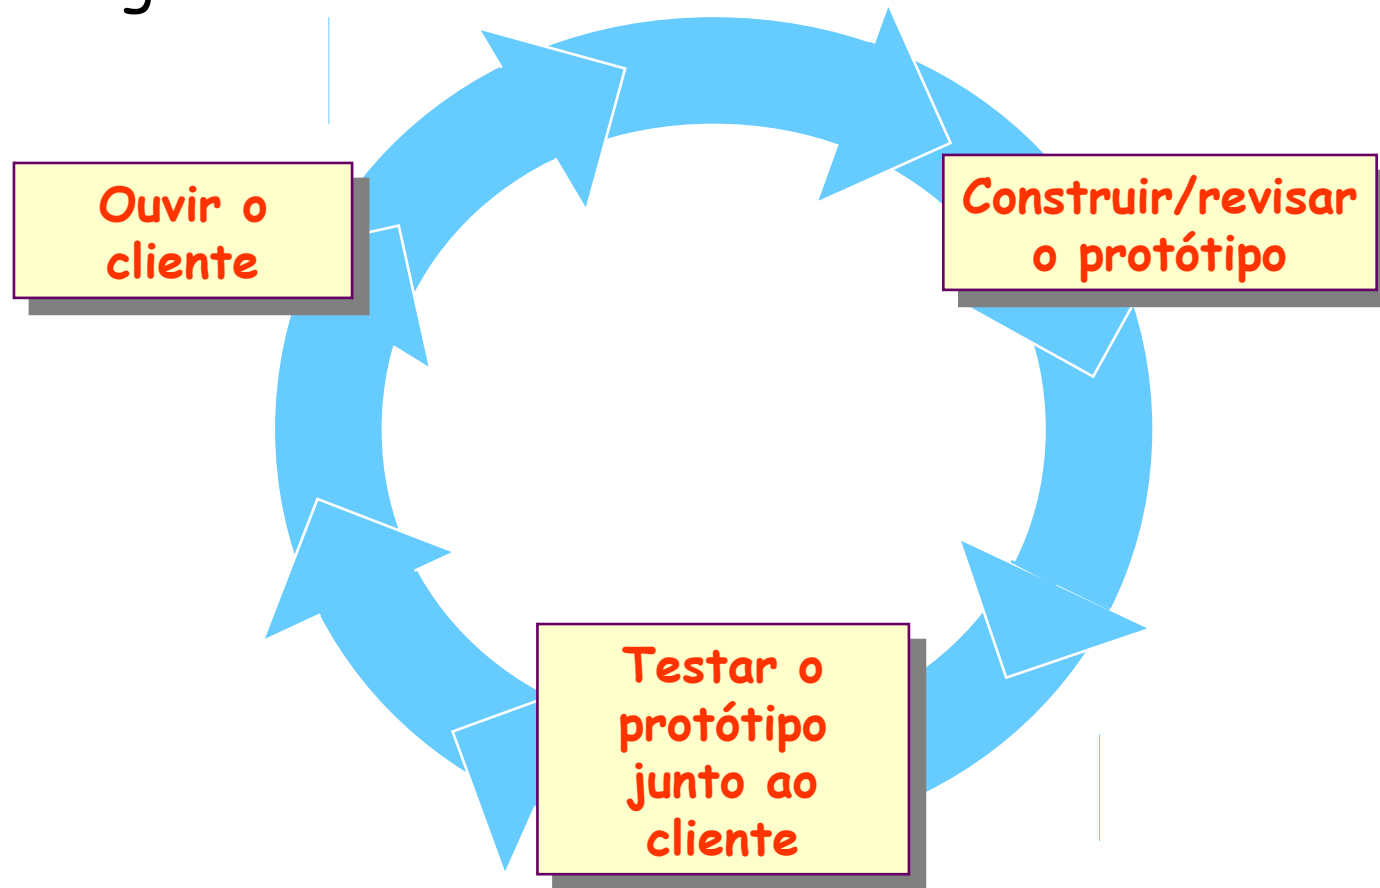 Ouvir o
cliente
Construir/revisar
o protótipo
Testar o
protótipo
junto ao
cliente